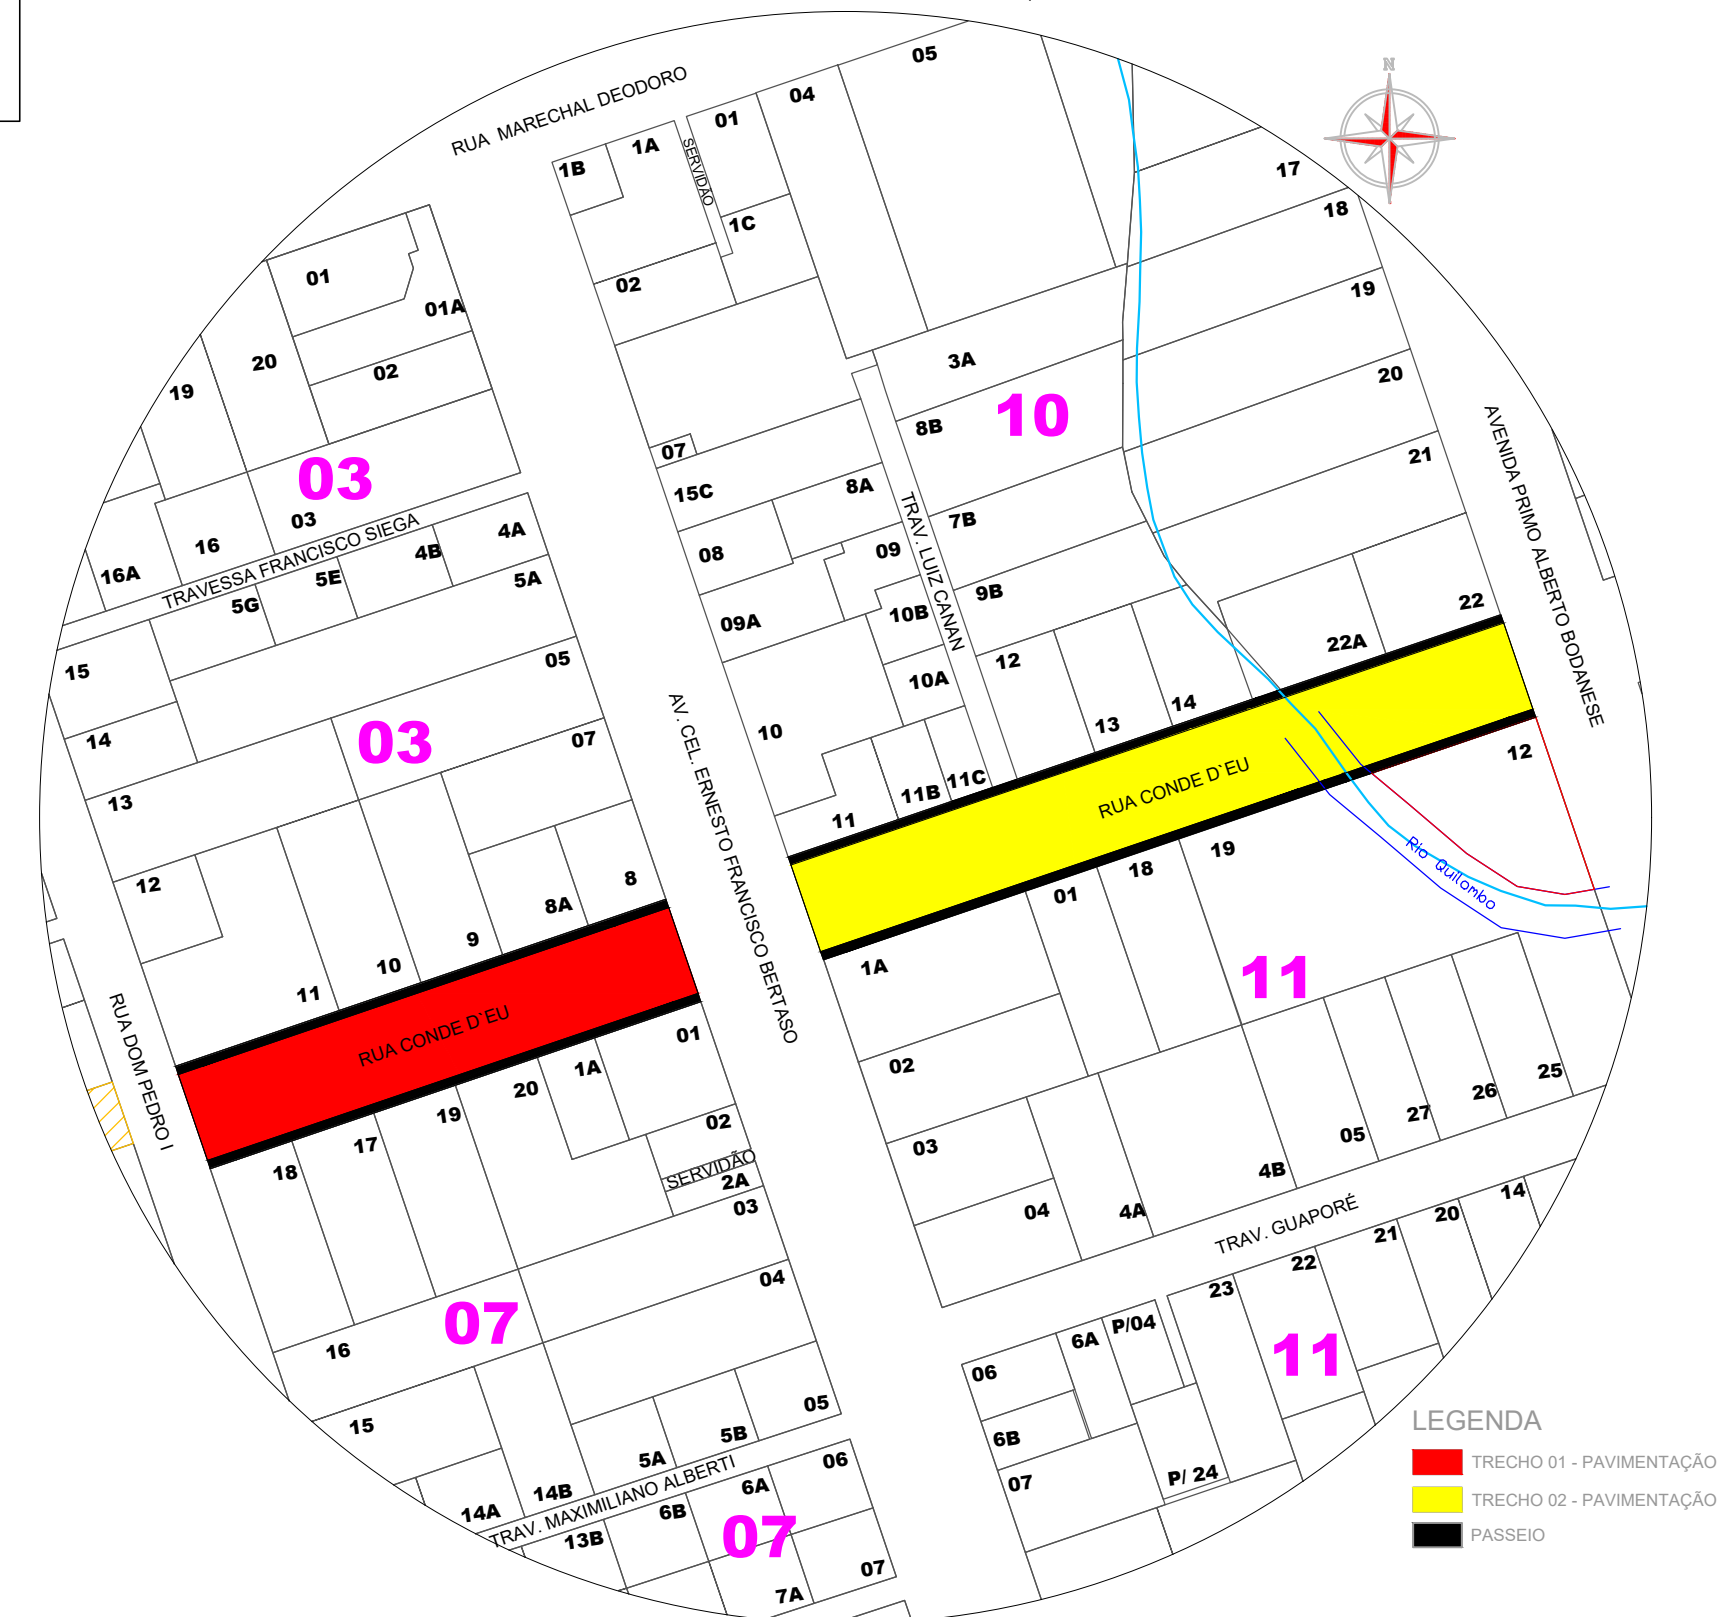 N
RUA MARECHAL DEODORO
05
04
01
1A
1B
SERVIDÃO
1C
02
17
18
19
20
21
22
22A
01
01A
20
02
19
03
03
16
16A
TRAVESSA FRANCISCO SIEGA
4A
4B
5E
5G
5A
15
14
13
05
03
07
12
11
10
9
8A
8
07
15C
08
8A
09
09A
10B
10A
10
11
11B
11C
3A
8B
10
7B
9B
12
13
14
TRAV. LUIZ CANAN
AVENIDA PRIMO ALBERTO BODANESE
AV. CEL. ERNESTO FRANCISCO BERTASO
RUA DOM PEDRO I
RUA CONDE D`EU
RUA CONDE D`EU
12
Rio Quilombo
1A
01
18
19
11
02
03
04
4A
4B
05
27
26
25
TRAV. GUAPORÉ
18
17
19
20
1A
01
02
SERVIDÃO
2A
03
04
07
16
15
05
5B
5A
14B
14A
TRAV. MAXIMILIANO ALBERTI
13B
6B
6A
06
07
07
7A
06
6A
P/04
6B
07
P/ 24
23
22
21
20
14
11
LEGENDA
TRECHO 01 - PAVIMENTAÇÃO
TRECHO 02 - PAVIMENTAÇÃO
PASSEIO